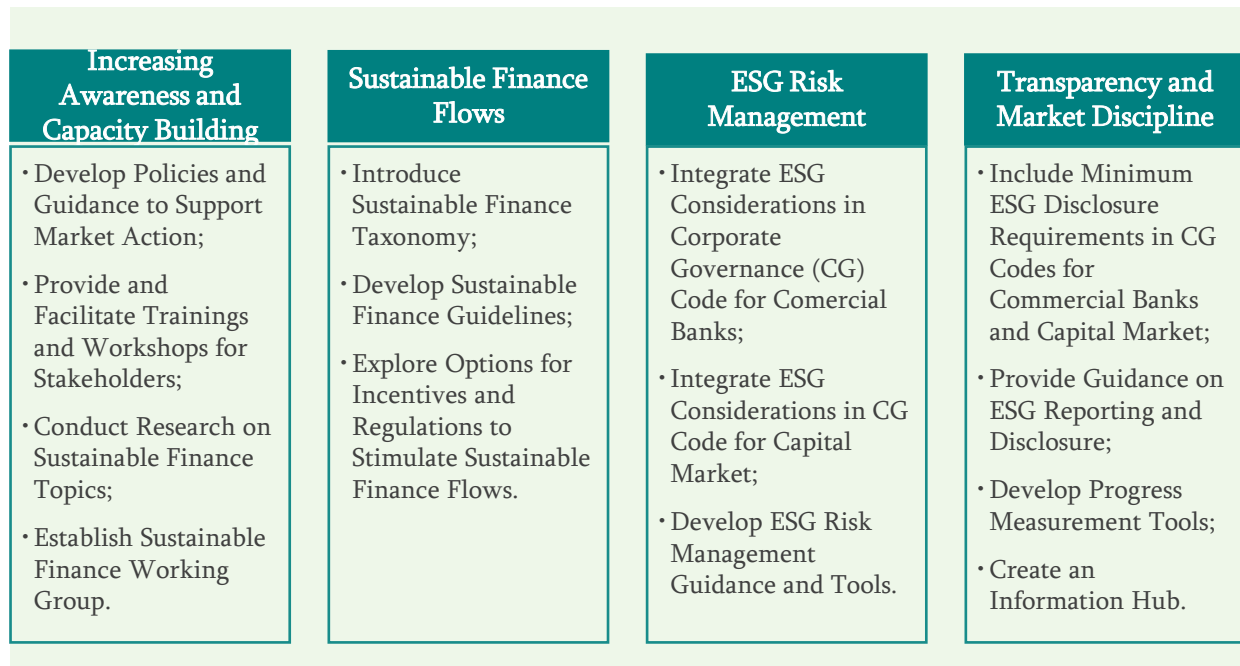 Increasing
Awareness and
Capacity Building
· Develop Policies and
Guidance to Support
Market Action;
· Provide and
Facilitate Trainings
and Workshops for
Stakeholders;
· Conduct Research on
Sustainable Finance
Topics;
· Establish Sustainable
Finance Working
Group.
Sustainable Finance
Flows
· Introduce
Sustainable Finance
Taxonomy;
· Develop Sustainable
Finance Guidelines;
· Explore Options for
Incentives and
Regulations to
Stimulate Sustainable
Finance Flows.
ESG Risk
Management
· Integrate ESG
Considerations in
Corporate
Governance (CG)
Code for Comercial
Banks;
· Integrate ESG
Considerations in CG
Code for Capital
Market;
· Develop ESG Risk
Management
Guidance and Tools.
Transparency and
Market Discipline
· Include Minimum
ESG Disclosure
Requirements in CG
Codes for
Commercial Banks
and Capital Market;
· Provide Guidance on
ESG Reporting and
Disclosure;
· Develop Progress
Measurement Tools;
· Create an
Information Hub.